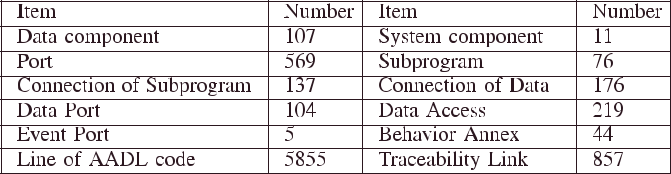 Item Number Item Number
Data component 107 System component 11
Port 569 Subprogram 76
Connection of Subprogram 137 Connection of Data 176
Data Port 104 Data Access 219
Event Port 5 Behavior Annex 44
Line of AADL code 5855 Traceability Link 857